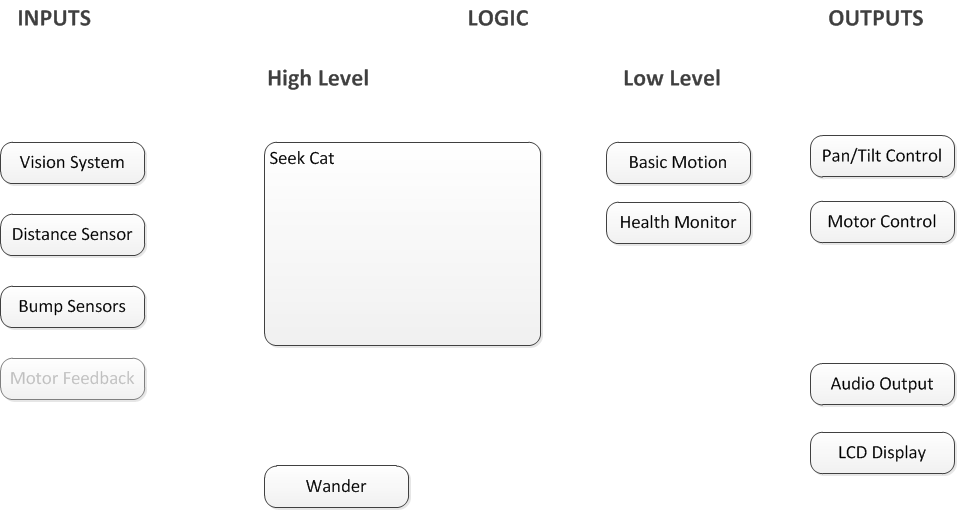 INPUTS
LOGIC
OUTPUTS
High Level
Low Level
Vision System
Distance Sensor
Bump Sensors
Motor Feedback
Seek Cat
Wander
Basic Motion
Health Monitor
Pan/Tilt Control
Motor Control
Audio Output
LCD Display